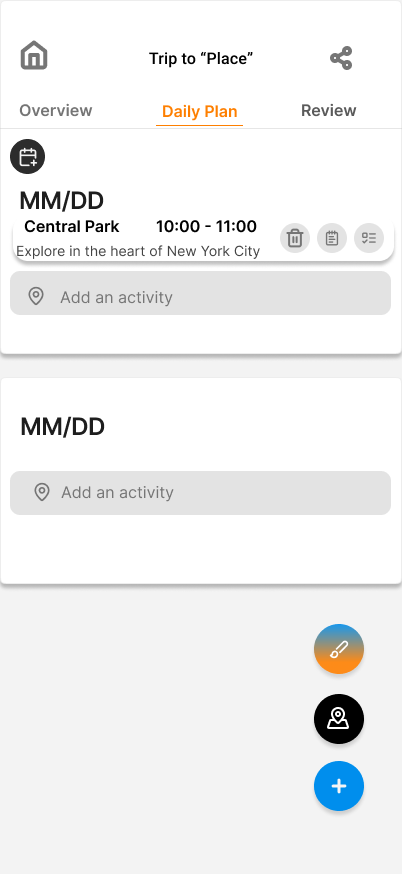 Trip to “Place”
Overview Daily Plan Review
MM/DD
Central Park 10:00 - 11:00
Explore in the heart of New York City
Add an activity
MM/DD
Add an activity